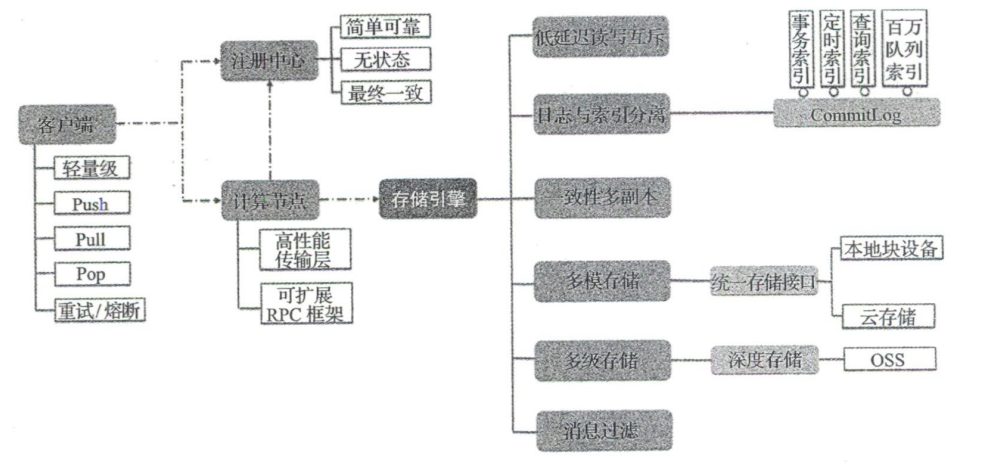 客户端
轻量级
Push
Pull
Pop
重试/熔断
注册中心
简单可靠
无状态
最终一致
计算节点
高性能
传输层
可扩展
RPC 框架
存储引擎
低延迟读写互斥
日志与索引分离
事务索引
定时索引
查询索引
百万
队列
索引
CommitLog
一致性多副本
多模存储
统一存储接口
本地块设备
云存储
多级存储
深度存储
OSS
消息过滤